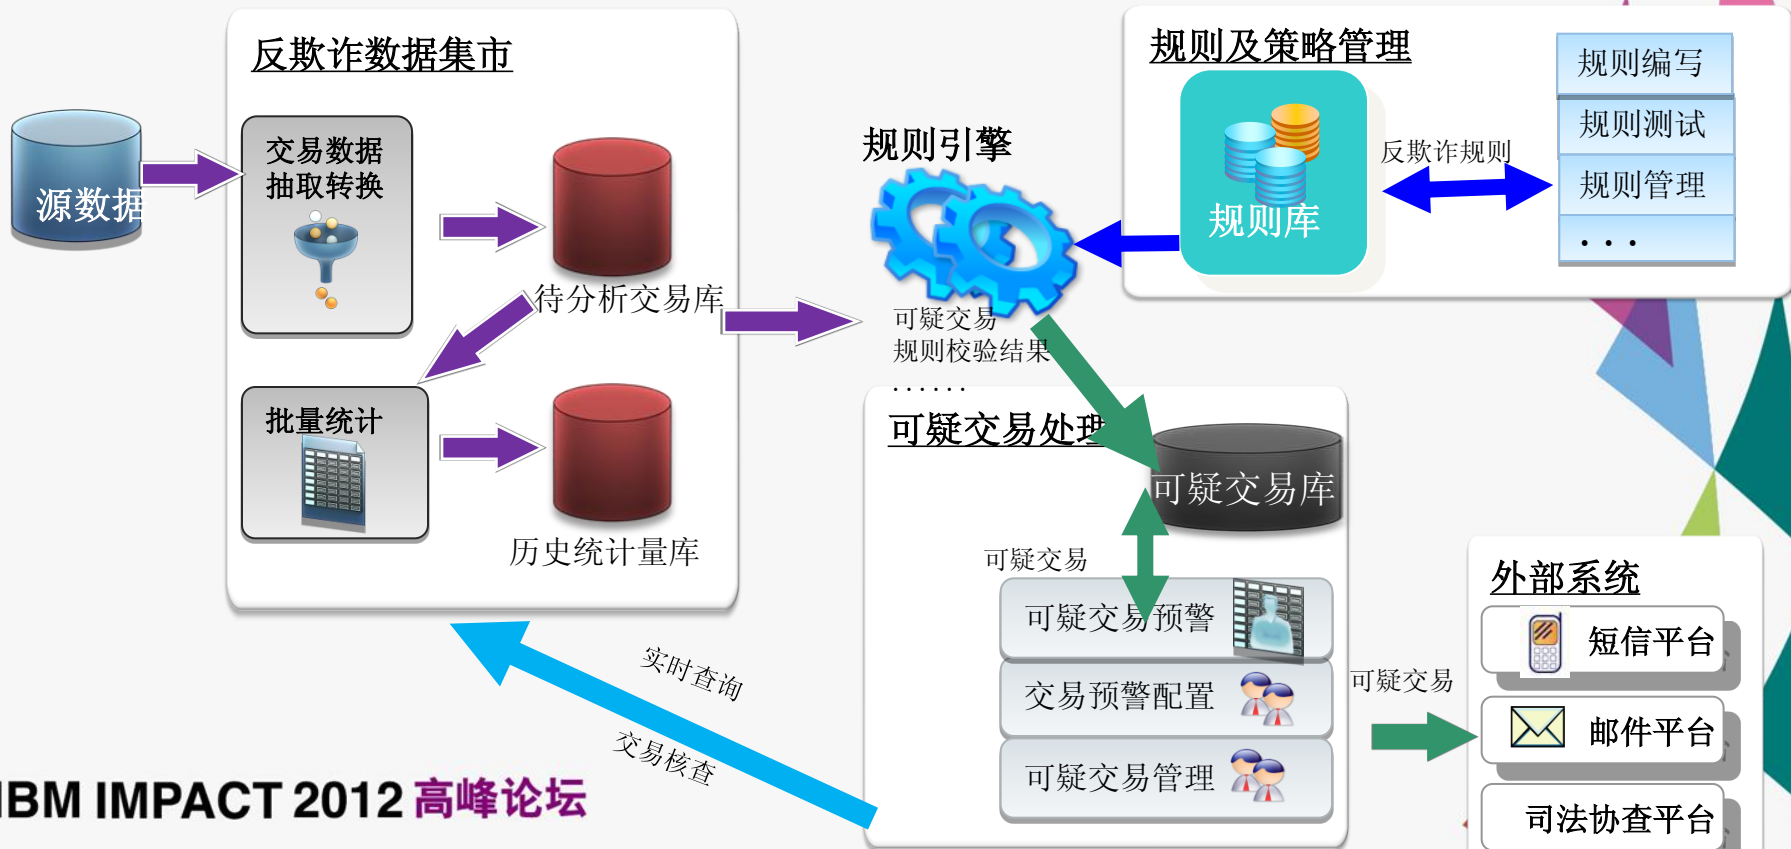 反欺诈数据集市
源数据
交易数据
抽取转换
待分析交易库
批量统计
历史统计量库
规则引擎
可疑交易
规则校验结果
......
规则及策略管理
规则库
反欺诈规则
规则编写
规则测试
规则管理
...
可疑交易处理
可疑交易库
可疑交易
可疑交易预警
交易预警配置
可疑交易管理
实时查询
交易核查
可疑交易
外部系统
短信平台
邮件平台
司法协查平台
IBM IMPACT 2012 高峰论坛